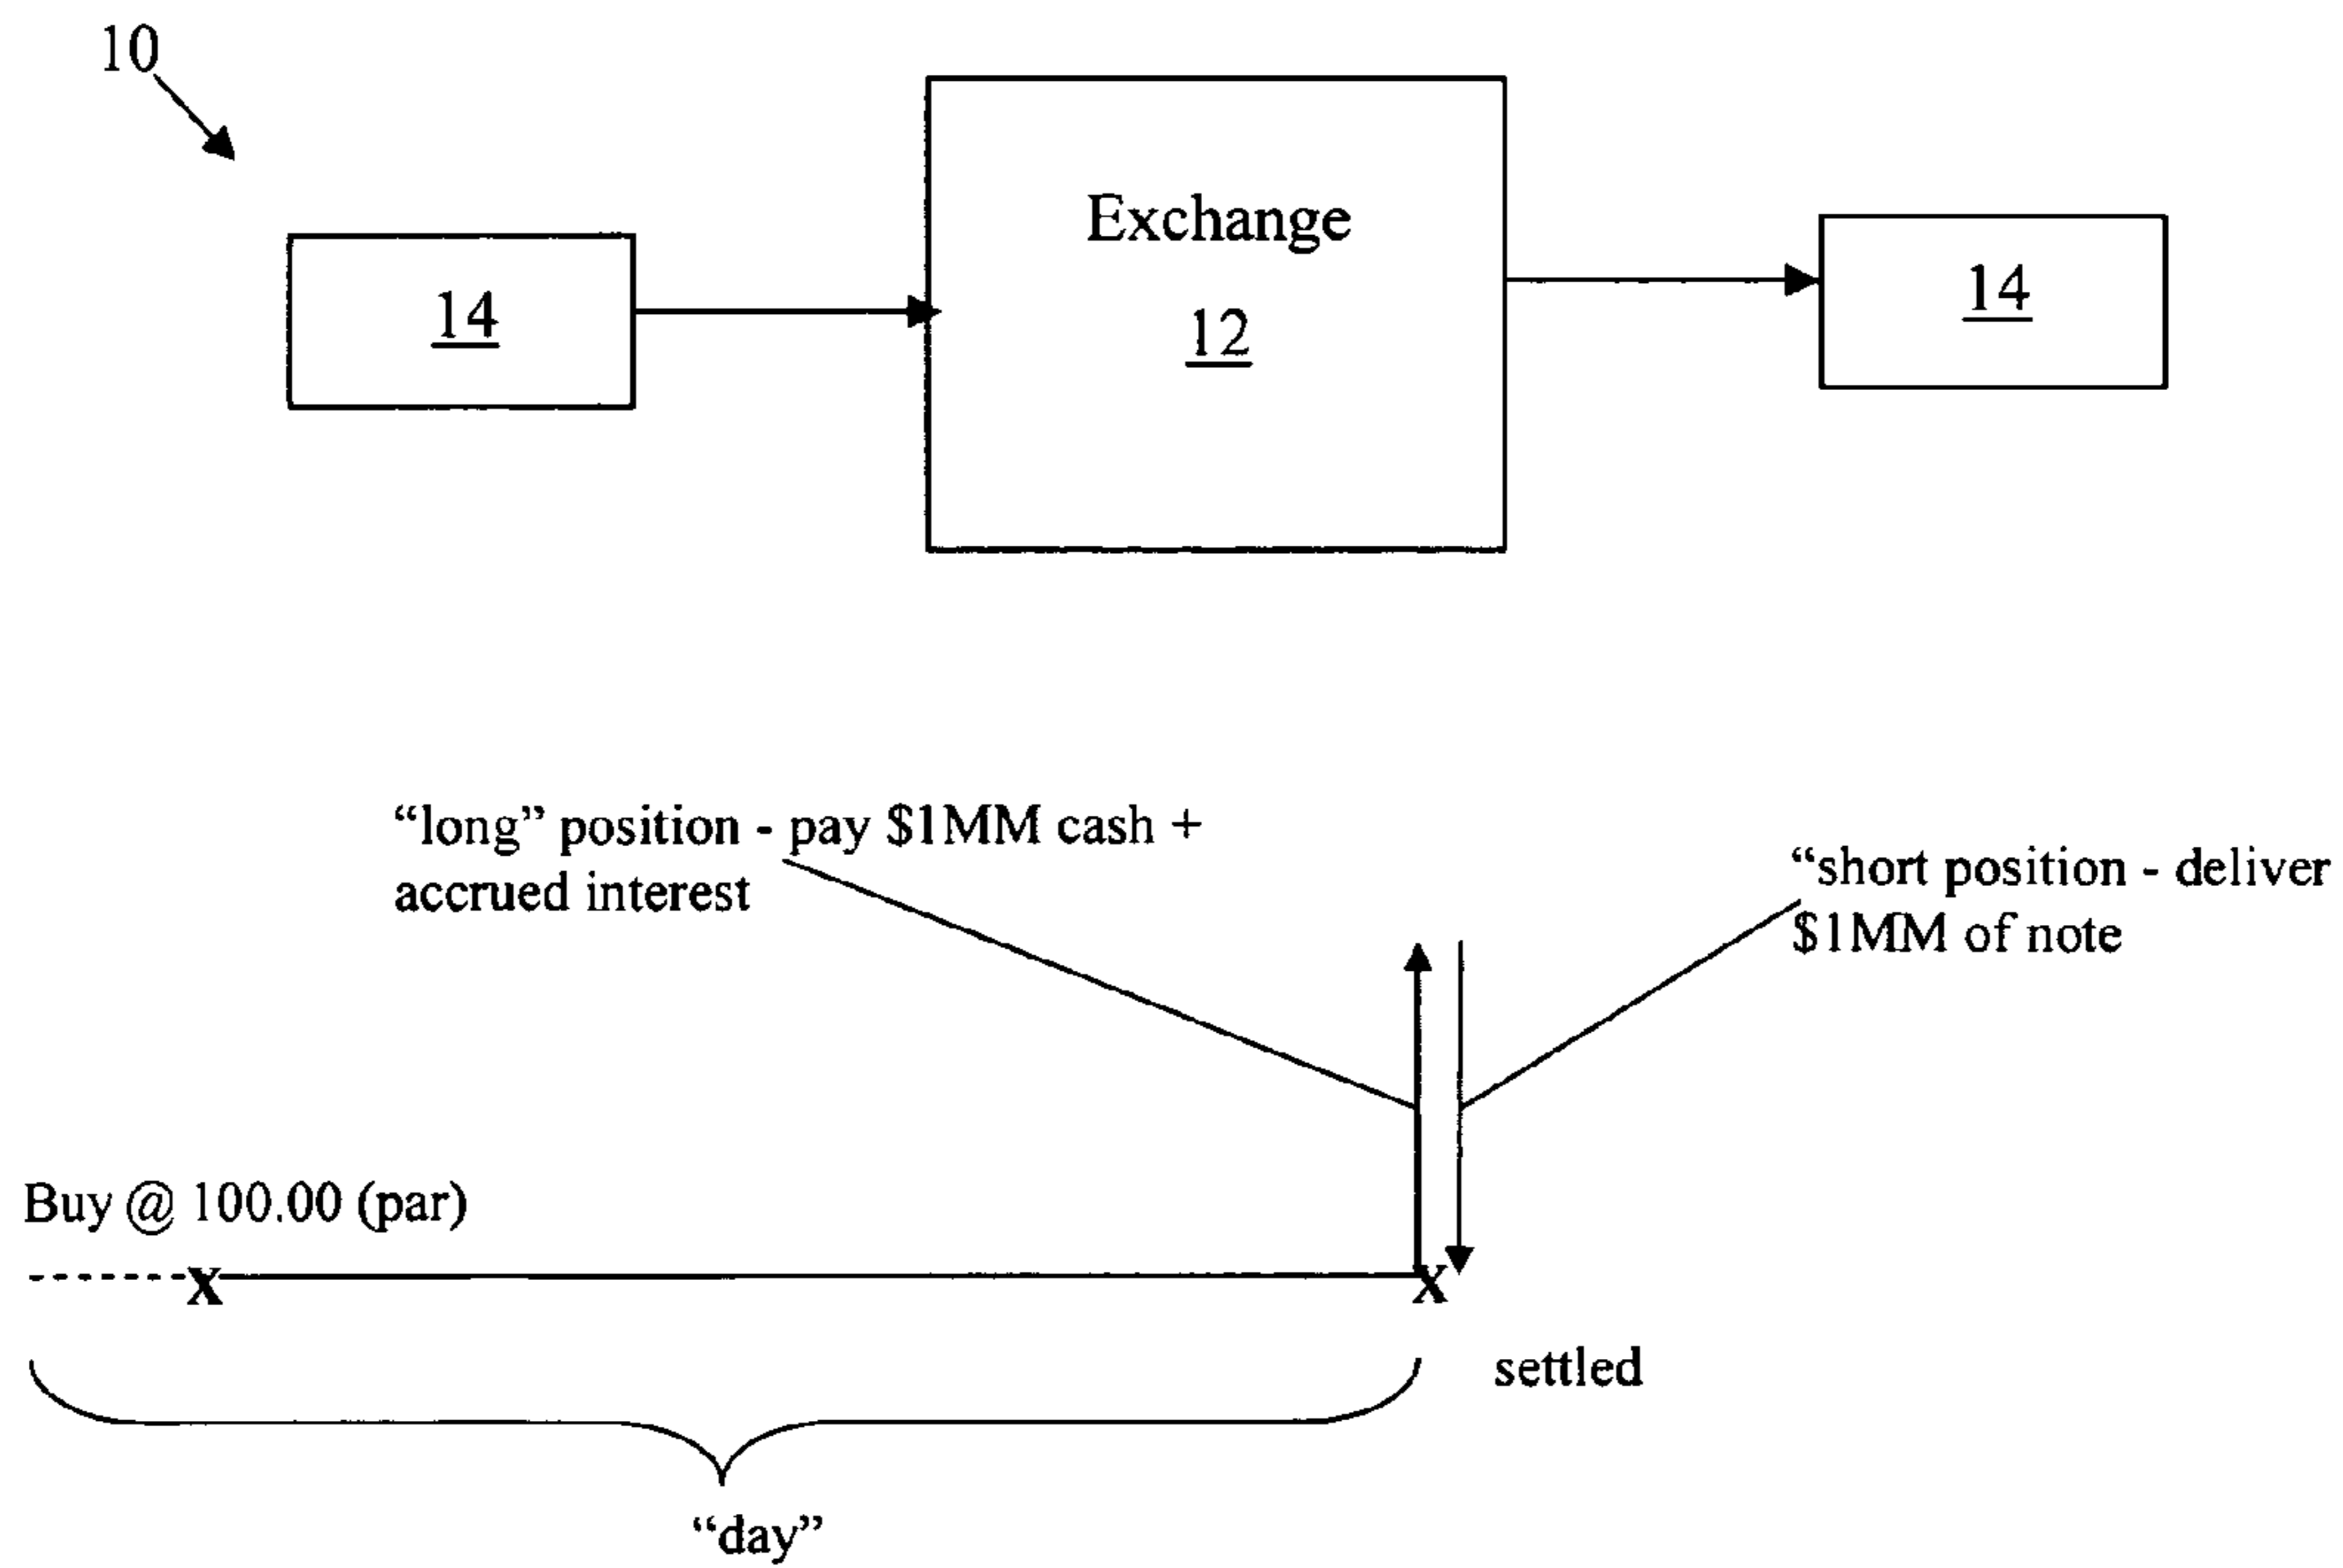 10
Exchange
14
12
14
“long” position - pay $1MM cash +
accrued interest
“short position - deliver
$1MM of note
Buy @ 100.00 (par)
x
x
settled
“day”